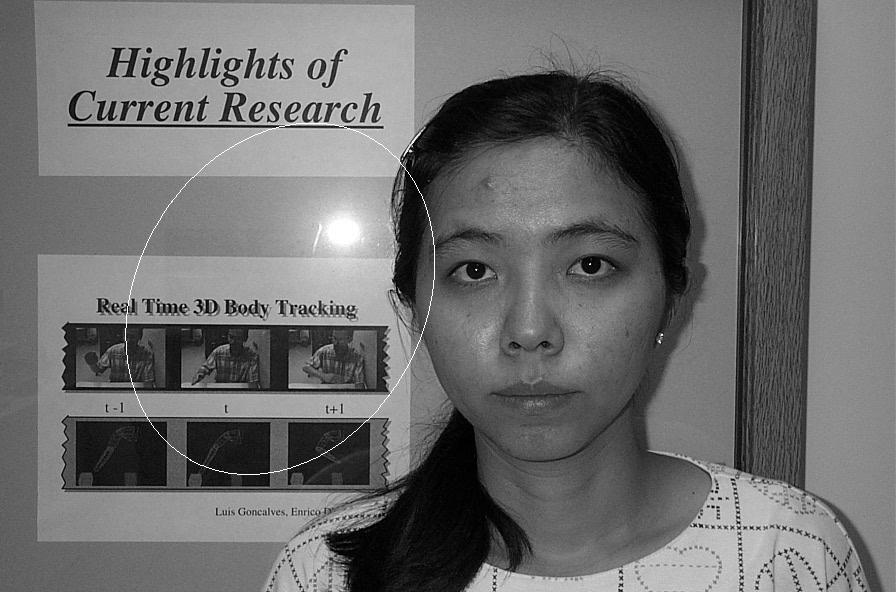 Highlights of
Current Research
Real Time 3D Body Tracking
t -1 t t+1
Luis Goncalves, Enrico